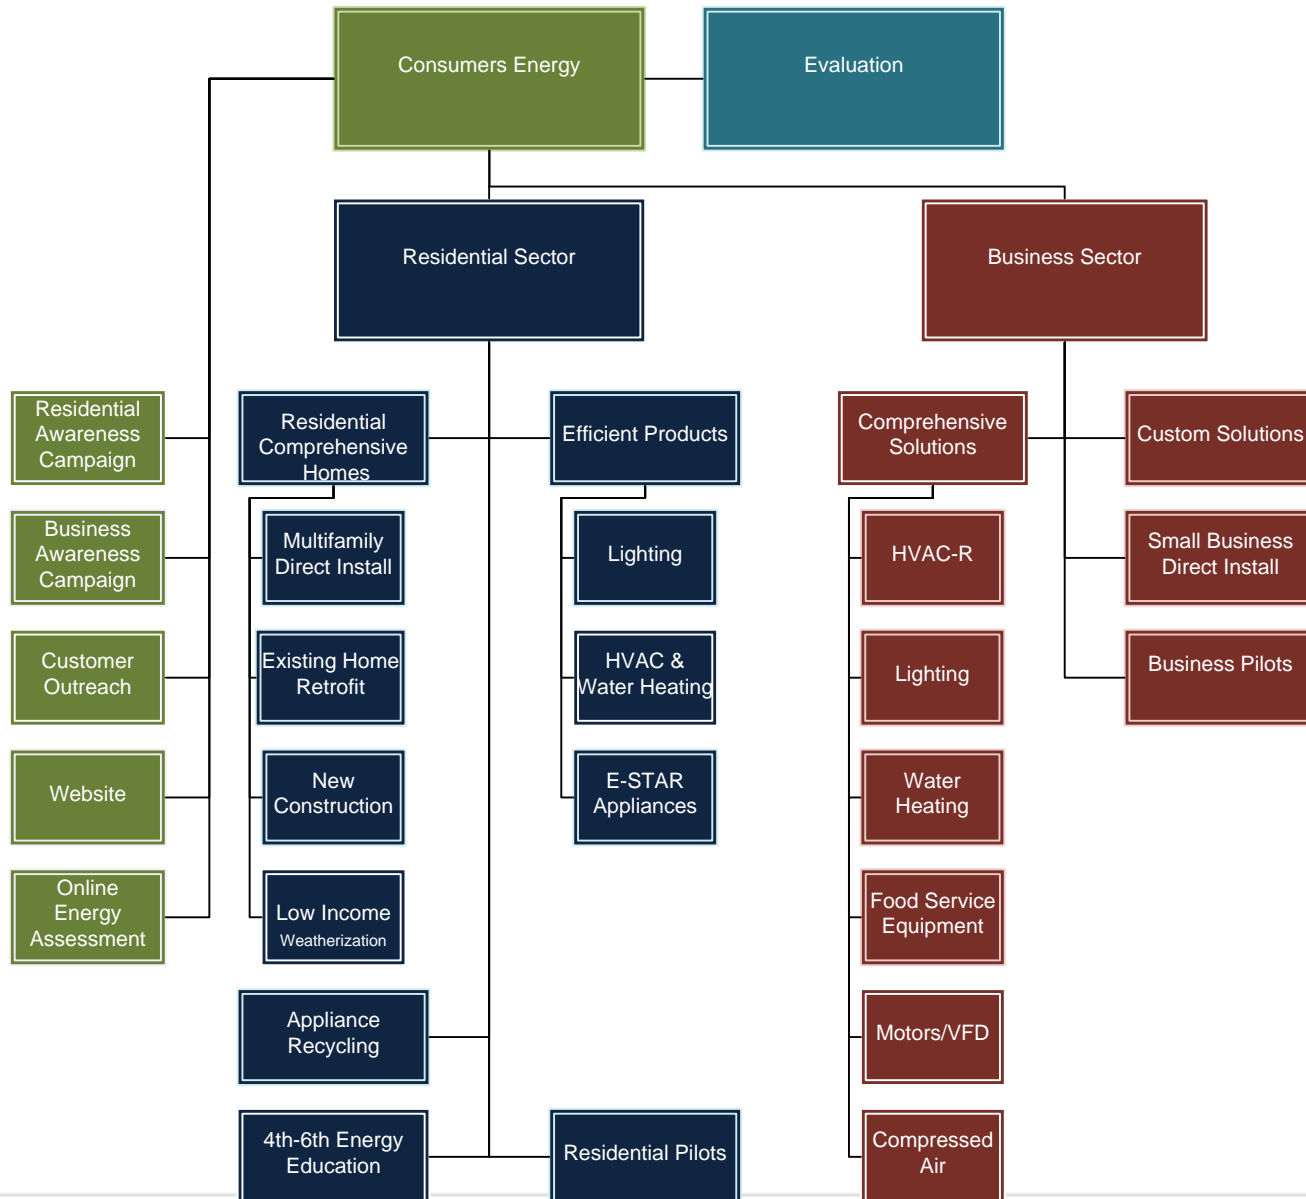 Consumers Energy
Evaluation
Residential Sector
Business Sector
Residential
Awareness
Campaign
Business
Awareness
Campaign
Customer
Outreach
Website
Online
Energy
Assessment
Residential
Comprehensive
Homes
Multifamily
Direct Install
Existing Home
Retrofit
New
Construction
Low Income
Weatherization
Appliance
Recycling
4th-6th Energy
Education
Efficient Products
Lighting
HVAC &
Water Heating
E-STAR
Appliances
Residential Pilots
Comprehensive
Solutions
HVAC-R
Lighting
Water
Heating
Food Service
Equipment
Motors/VFD
Compressed
Air
Custom Solutions
Small Business
Direct Install
Business Pilots